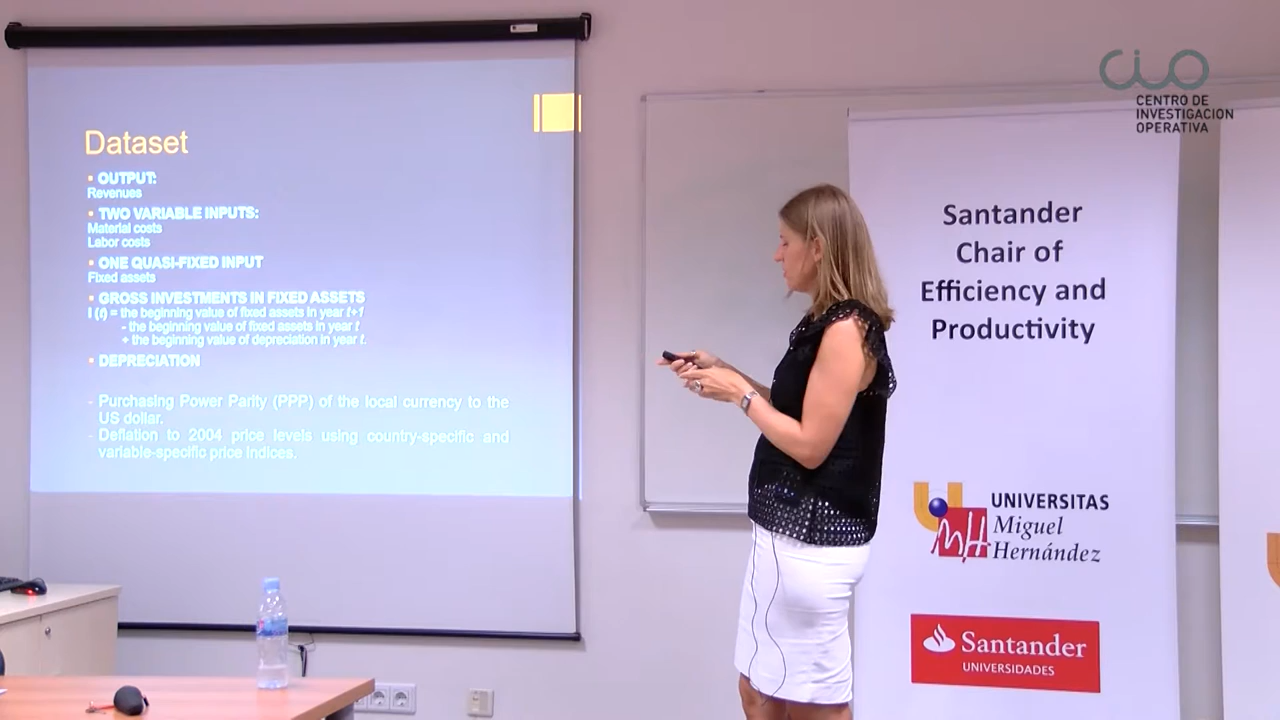 Dataset
▪ OUTPUT:
Revenues
▪ TWO VARIABLE INPUTS:
Material costs
Labor costs
▪ ONE QUASI-FIXED INPUT
Fixed assets
▪ GROSS INVESTMENTS IN FIXED ASSETS
I (t) = the beginning value of fixed assets in year t+1
- the beginning value of fixed assets in year t
+ the beginning value of depreciation in year t.
▪ DEPRECIATION
- Purchasing Power Parity (PPP) of the local currency to the
US dollar.
- Deflation to 2004 price levels using country-specific and
variable-specific price indices.
CIO
CENTRO DE
INVESTIGACION
OPERATIVA
Santander
Chair of
Efficiency and
Productivity
UNIVERSITAS
Miguel
Hernández
Santander
UNIVERSIDADES